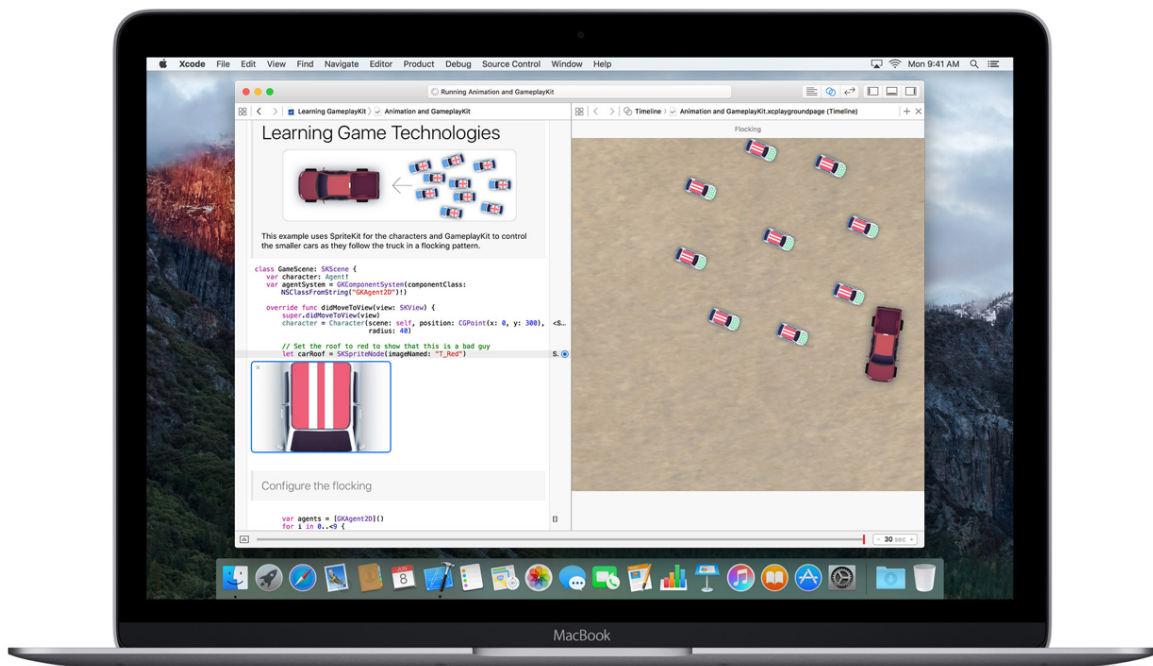 Xcode File Edit View Find Navigate Editor Product Debug Source Control Window Help Mon 9:41 AM
Running Animation and GameplayKit
Learning GameplayKit Animation and GameplayKit
Timeline Animation and GameplayKit.xcplaygroundpage (Timeline)
Learning Game Technologies
This example uses SpriteKit for the characters and GameplayKit to control
the smaller cars as they follow the truck in a flocking pattern.
class GameScene: SKScene {
var character: Agent!
var agentSystem = GKComponentSystem(componentClass:
NSClassFromString("GKAgent2D")!)
override func didMoveToView(view: SKView) {
super.didMoveToView(view)
character = Character(scene: self, position: CGPoint(x: 0, y: 300), <S...
radius: 40)
// Set the roof to red to show that this is a bad guy
let carRoof = SKSpriteNode(imageNamed: "T_Red") S.
Configure the flocking
var agents = [GKAgent2D]()
for i in 0..<9 {
Flocking
- 30 sec +
JUN
8
MacBook